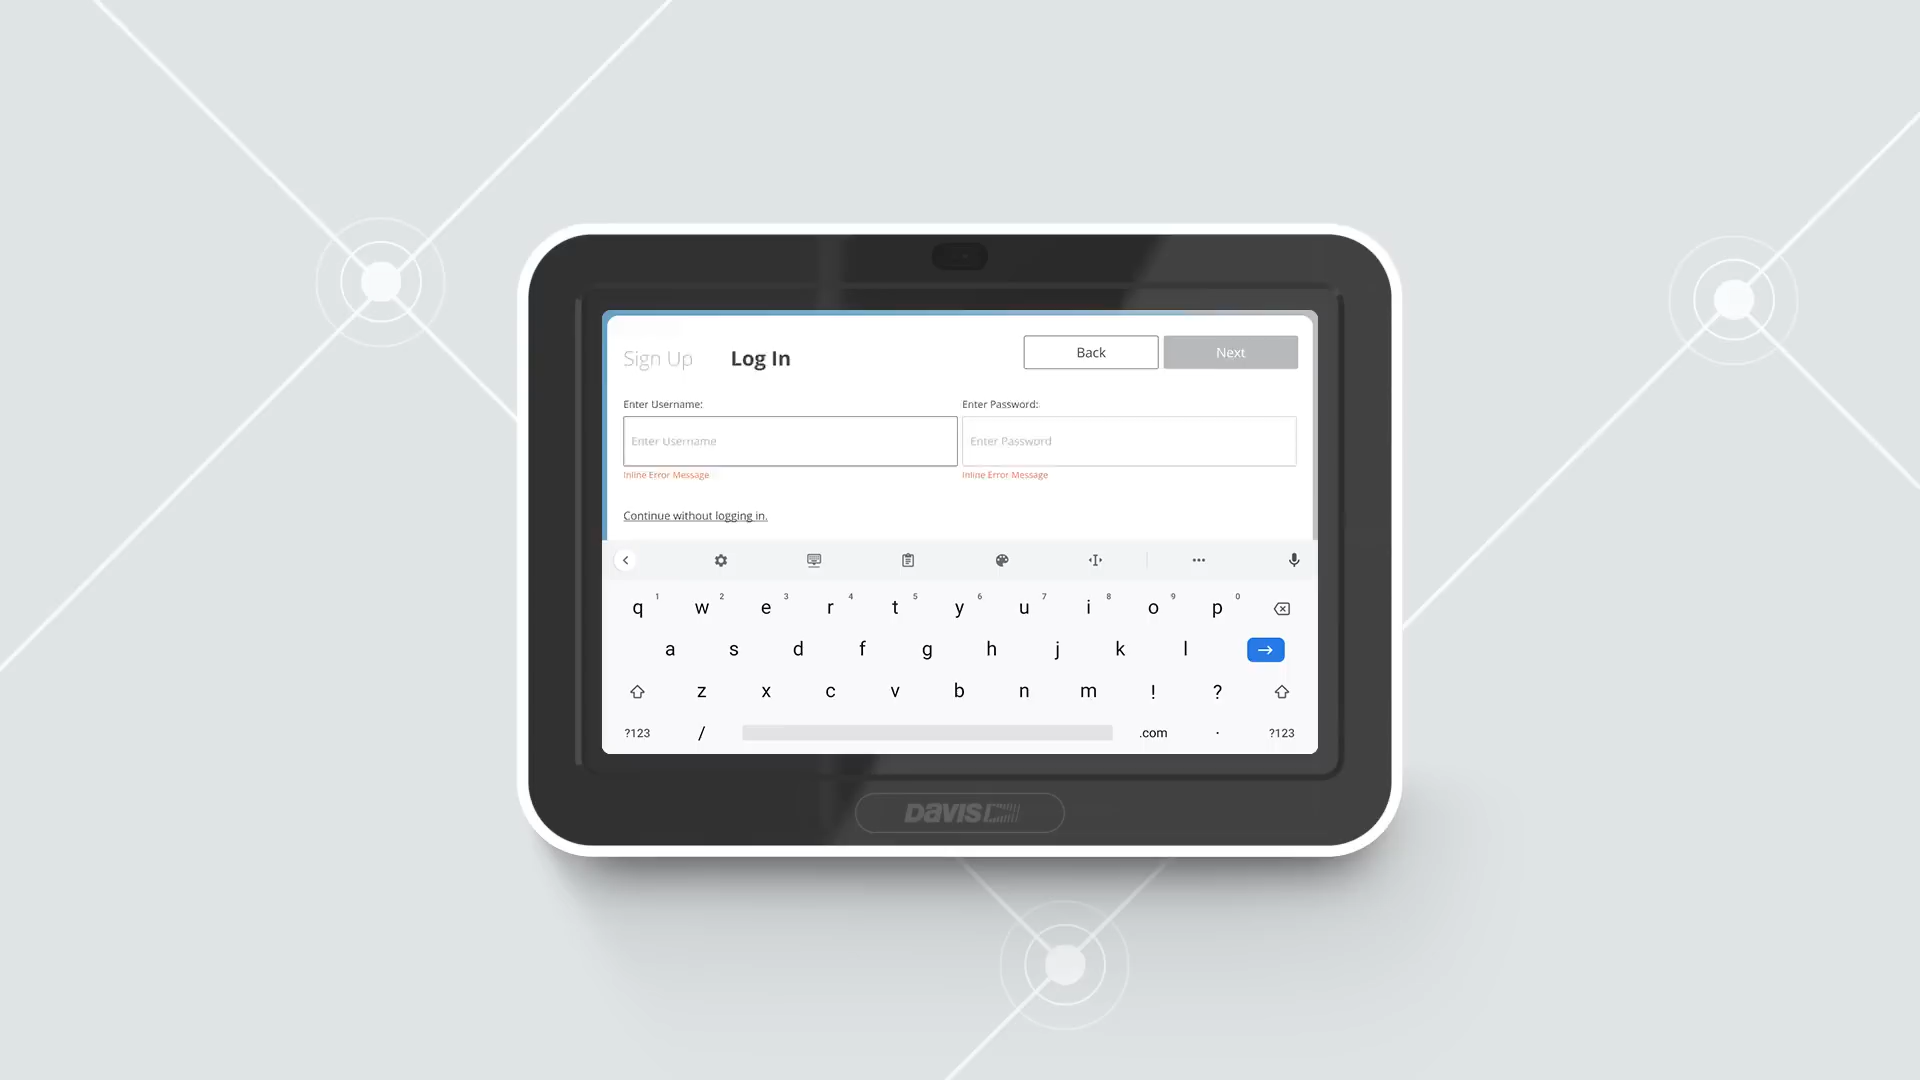 Sign Up Log In Back Next
Enter Username: Enter Password:
Enter Username Enter Password
Inline Error Message Inline Error Message
Continue without logging in.
q 1 w 2 e 3 r 4 t 5 y 6 u 7 i 8 o 9 p 0
a s d f g h j k l
z x c v b n m ! ?
?123 / .com . ?123
DAVIS